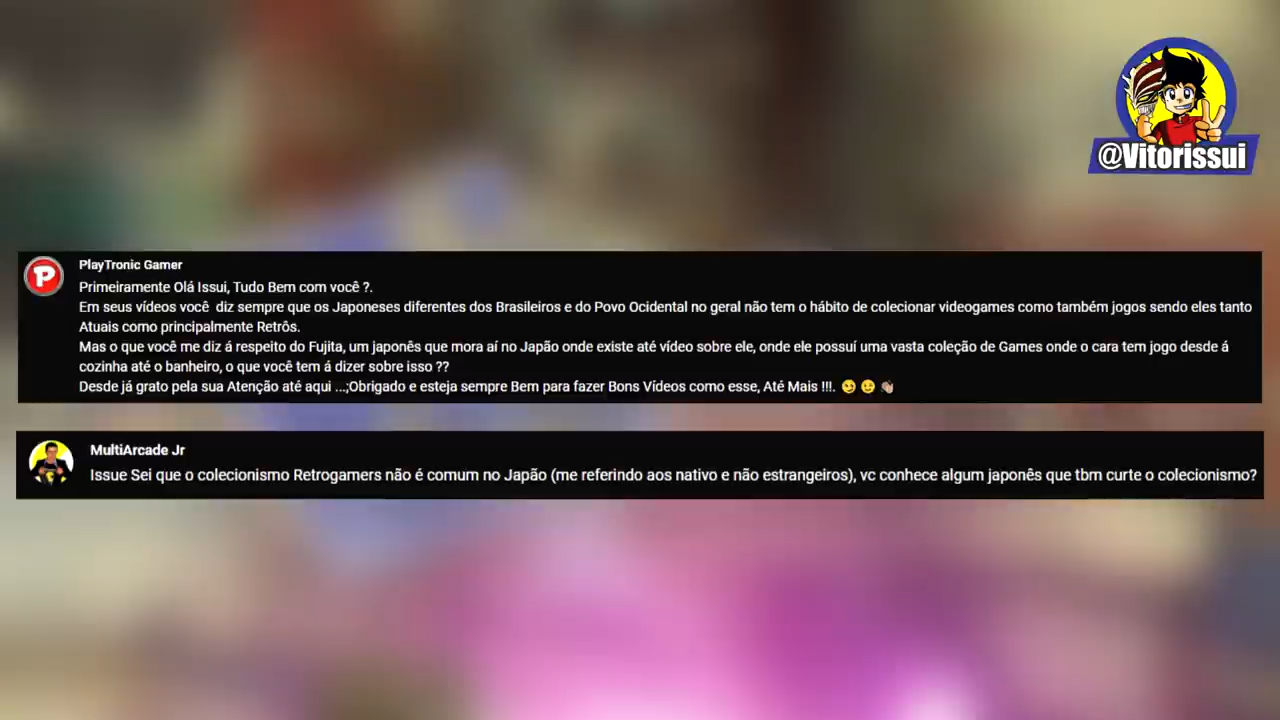 @Vitorissui
PlayTronic Gamer
Primeiramente Olá Issui, Tudo Bem com você ?.
Em seus vídeos você diz sempre que os Japoneses diferentes dos Brasileiros e do Povo Ocidental no geral não tem o hábito de colecionar videogames como também jogos sendo eles tanto
Atuais como principalmente Retrôs.
Mas o que você me diz á respeito do Fujita, um japonês que mora aí no Japão onde existe até vídeo sobre ele, onde ele possuí uma vasta coleção de Games onde o cara tem jogo desde á
cozinha até o banheiro, o que você tem á dizer sobre isso ??
Desde já grato pela sua Atenção até aqui ...;Obrigado e esteja sempre Bem para fazer Bons Vídeos como esse, Até Mais !!!. 😏 😉 👏🏼
MultiArcade Jr
Issue Sei que o colecionismo Retrogamers não é comum no Japão (me referindo aos nativo e não estrangeiros), vc conhece algum japonês que tbm curte o colecionismo?